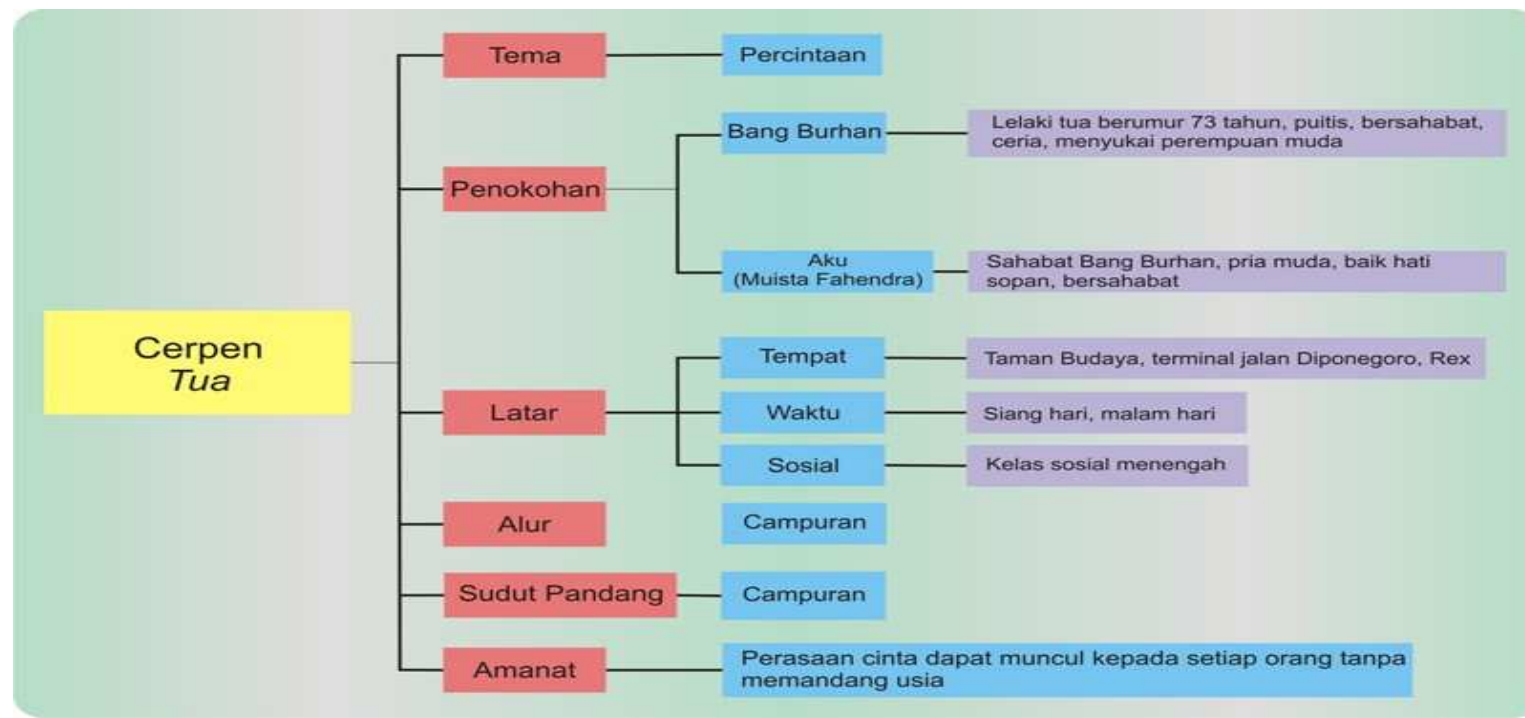 Tema
Percintaan
Penokohan
Bang Burhan
Lelaki tua berumur 73 tahun, puitis, bersahabat,
ceria, menyukai perempuan muda
Aku
(Muista Fahendra)
Sahabat Bang Burhan, pria muda, baik hati
sopan, bersahabat
Cerpen
Tua
Latar
Tempat
Taman Budaya, terminal jalan Diponegoro, Rex
Waktu
Siang hari, malam hari
Sosial
Kelas sosial menengah
Alur
Campuran
Sudut Pandang
Campuran
Amanat
Perasaan cinta dapat muncul kepada setiap orang tanpa
memandang usia